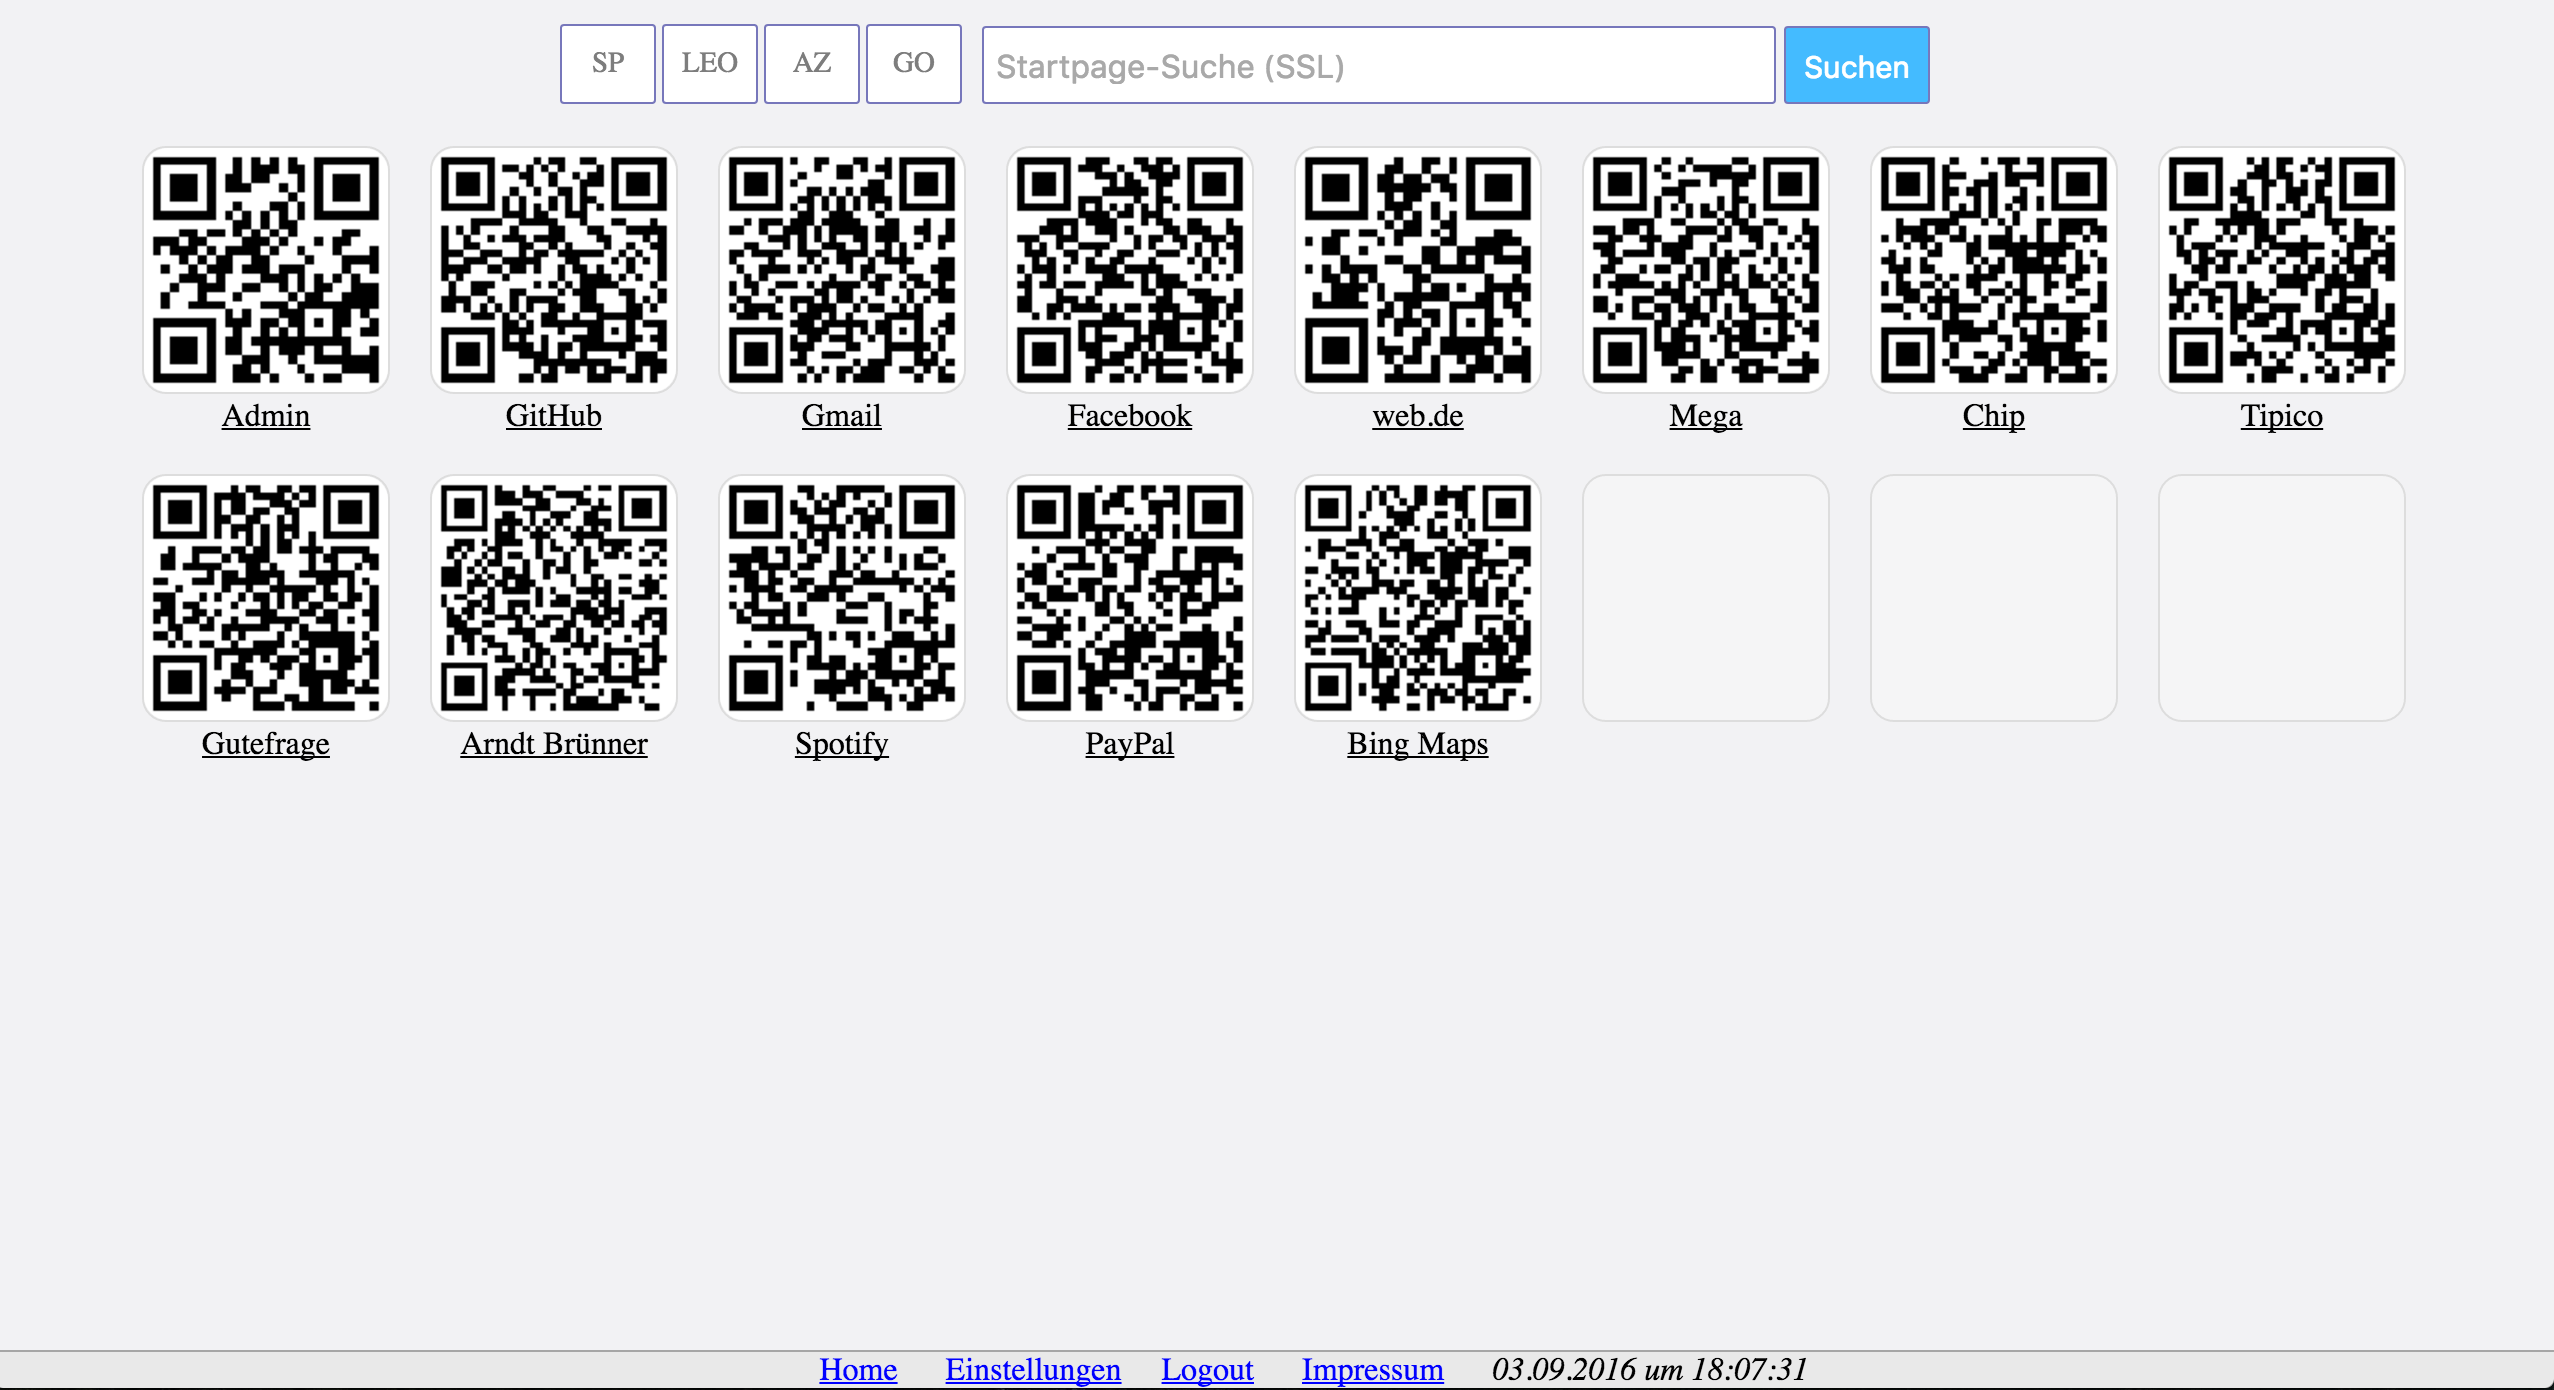 SP LEO AZ GO Startpage-Suche (SSL) Suchen
Admin GitHub Gmail Facebook web.de Mega Chip Tipico
Gutefrage Arndt Brünner Spotify PayPal Bing Maps
Home Einstellungen Logout Impressum 03.09.2016 um 18:07:31